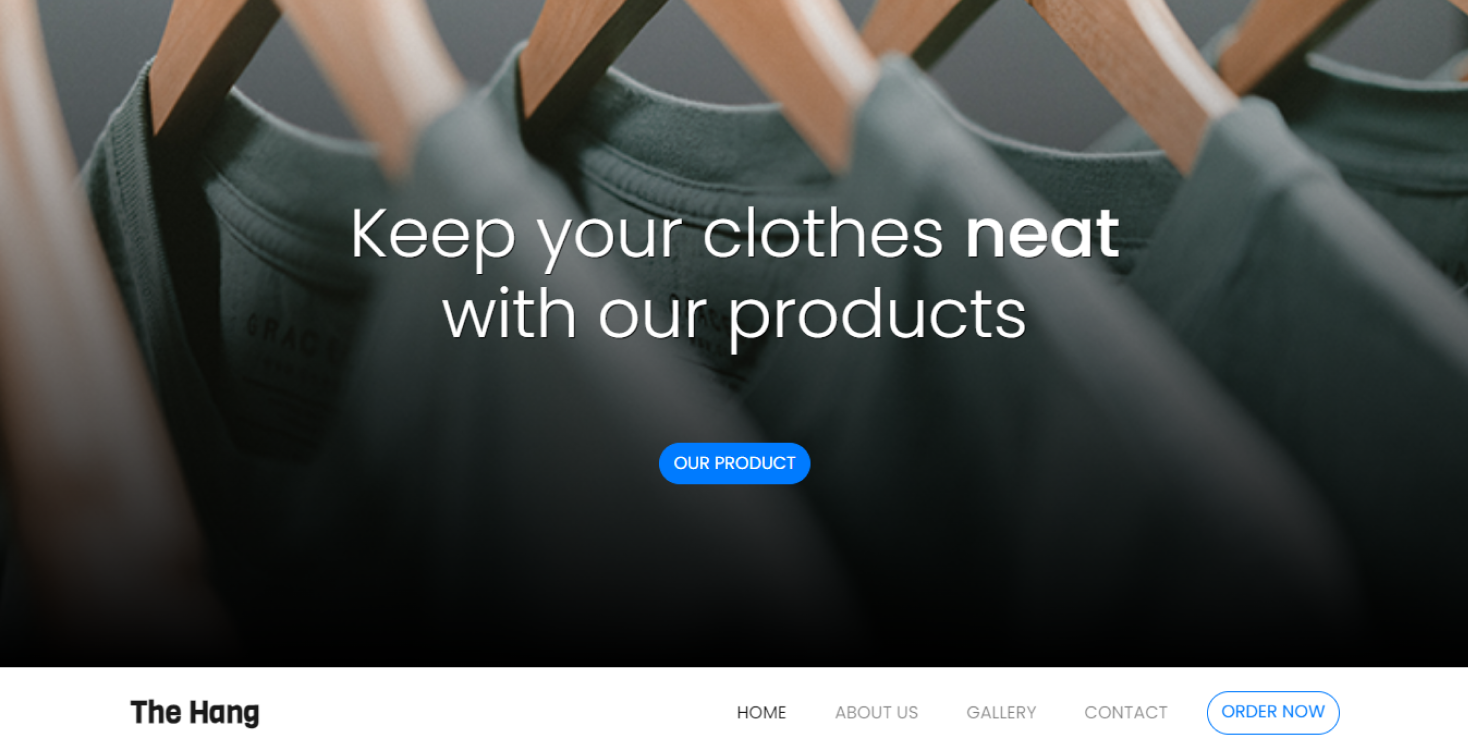 Keep your clothes neat
with our products
OUR PRODUCT
The Hang
HOME
ABOUT US
GALLERY
CONTACT
ORDER NOW